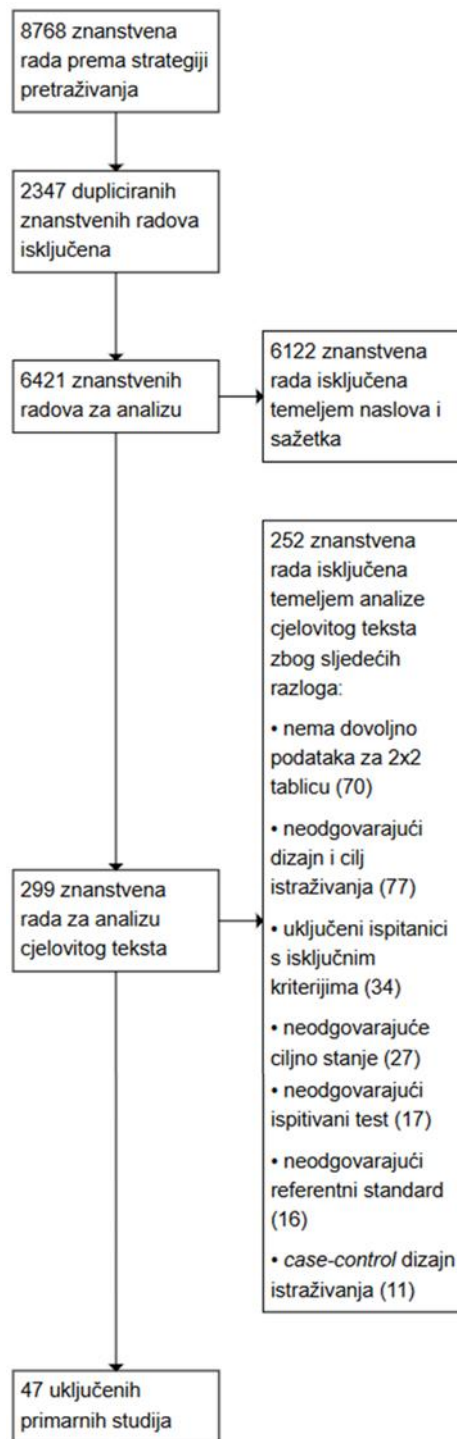 8768 znanstvena
rada prema strategiji
pretraživanja
2347 dupliciranih
znanstvenih radova
isključena
6421 znanstvenih
radova za analizu
6122 znanstvena
rada isključena
temeljem naslova i
sažetka
252 znanstvena
rada isključena
temeljem analize
cjelovitog teksta
zbog sljedećih
razloga:
• nema dovoljno
podataka za 2x2
tablicu (70)
• neodgovarajući
dizajn i cilj
istraživanja (77)
• uključeni ispitanici
s isključnim
kriterijima (34)
• neodgovarajuće
ciljno stanje (27)
• neodgovarajući
ispitivani test (17)
• neodgovarajući
referentni standard
(16)
• case-control dizajn
istraživanja (11)
299 znanstvena
rada za analizu
cjelovitog teksta
47 uključenih
primarnih studija